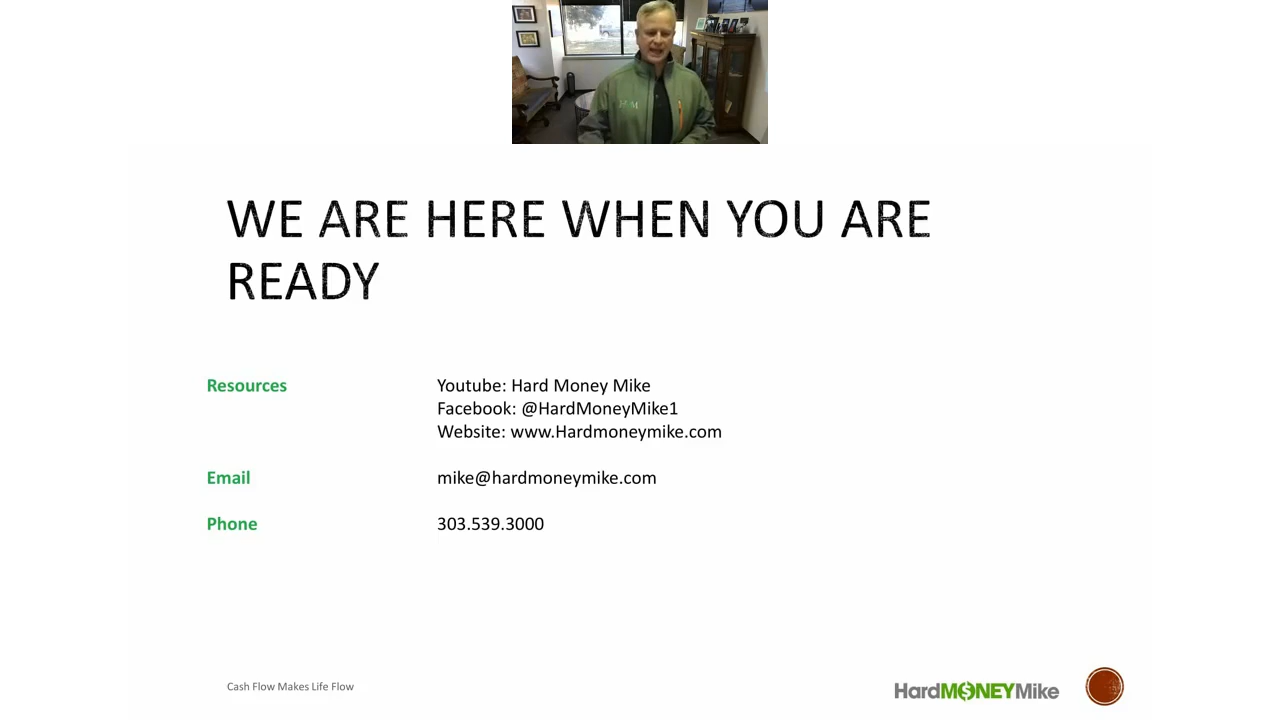 WE ARE HERE WHEN YOU ARE
READY
Resources
Youtube: Hard Money Mike
Facebook: @HardMoneyMike1
Website: www.Hardmoneymike.com
Email
mike@hardmoneymike.com
Phone
303.539.3000
Cash Flow Makes Life Flow
HardMONEYMike